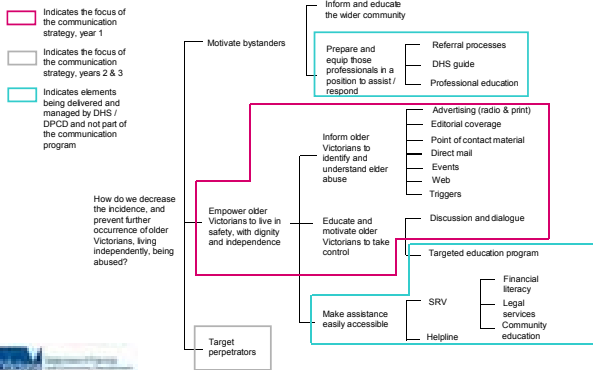 Indicates the focus of
the communication
strategy, year 1
Indicates the focus of
the communication
strategy, years 2 & 3
Indicates elements
being delivered and
managed by DHS /
DPCD and not part of
the communication
program
How do we decrease
the incidence, and
prevent further
occurrence of older
Victorians, living
independently, being
abused?
Motivate bystanders
Inform and educate
the wider community
Prepare and
equip those
professionals in a
position to assist /
respond
Referral processes
DHS guide
Professional education
Empower older
Victorians to live in
safety, with dignity
and independence
Inform older
Victorians to
identify and
understand elder
abuse
Advertising (radio & print)
Editorial coverage
Point of contact material
Direct mail
Events
Web
Triggers
Educate and
motivate older
Victorians to take
control
Discussion and dialogue
Targeted education program
Make assistance
easily accessible
SRV
Helpline
Financial
literacy
Legal
services
Community
education
Target
perpetrators